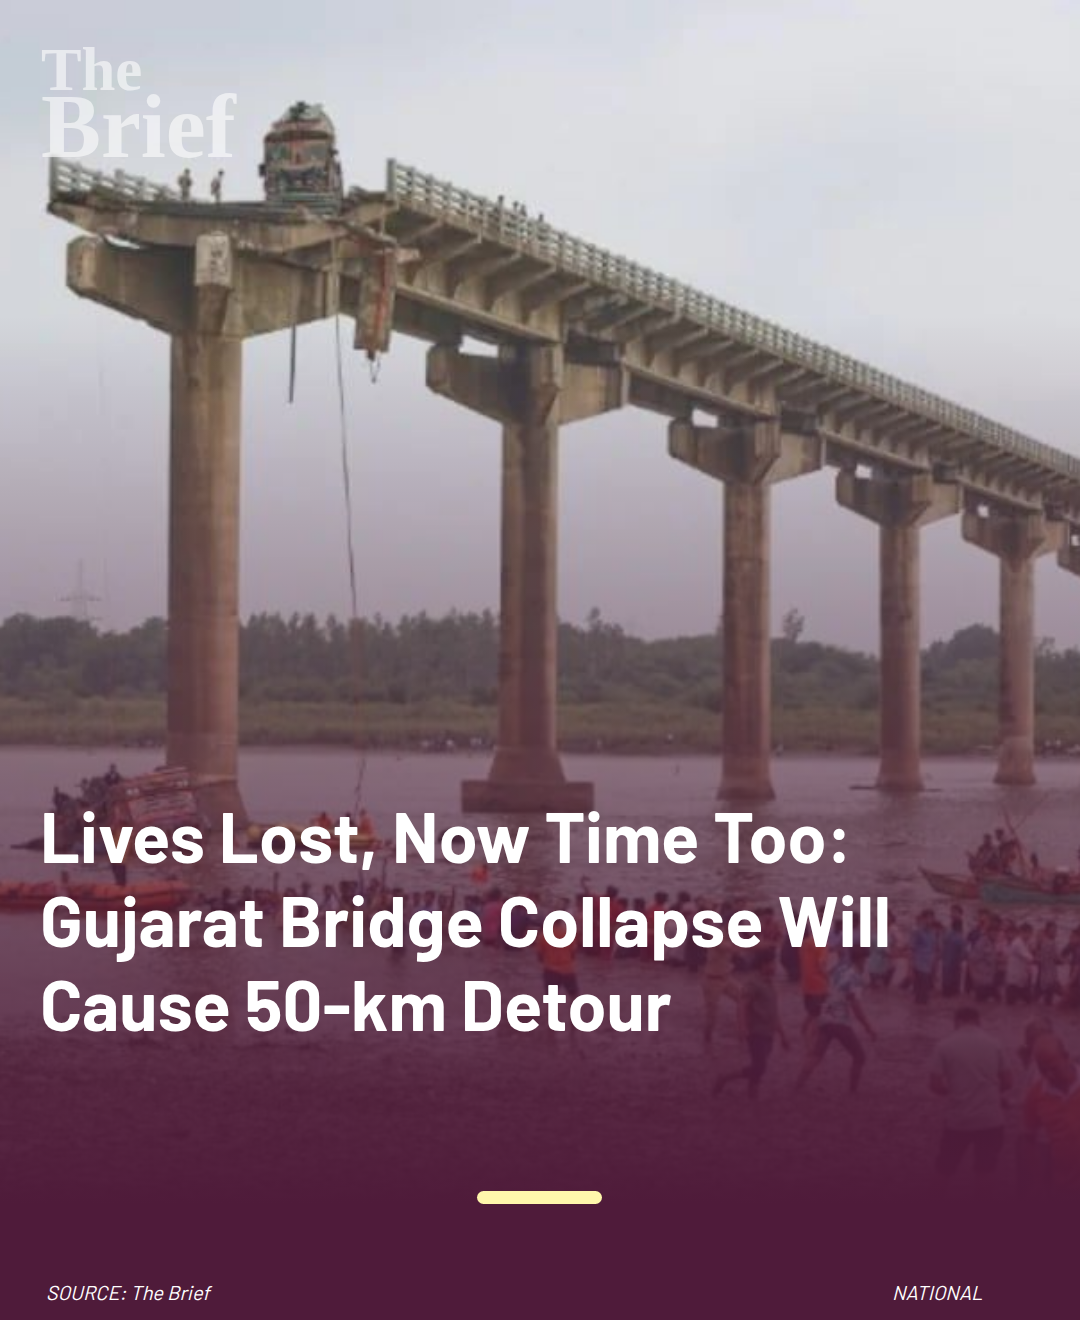 The
Brief
Lives Lost, Now Time Too:
Gujarat Bridge Collapse Will
Cause 50-km Detour
SOURCE: The Brief
NATIONAL